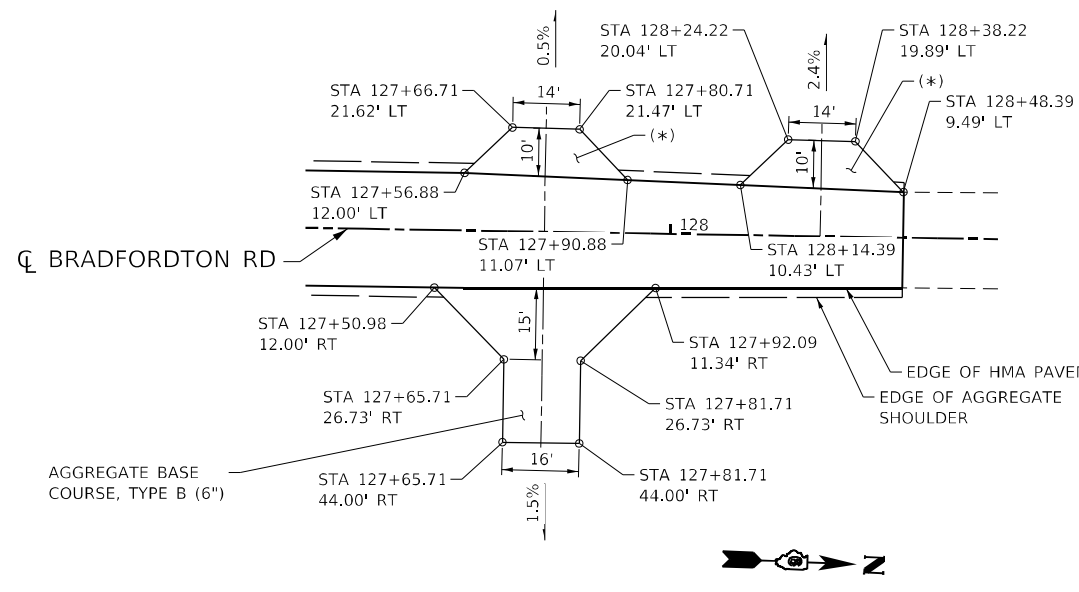 0.5%
STA 128+24.22
20.04' LT
2.4%
STA 128+38.22
19.89' LT
(*)
STA 127+66.71
21.62' LT
14'
STA 127+80.71
21.47' LT
(*)
14'
STA 128+48.39
9.49' LT
10'
10'
STA 127+56.88
12.00' LT
128
STA 127+90.88
11.07' LT
STA 128+14.39
10.43' LT
℄ BRADFORDTON RD
15'
STA 127+50.98
12.00' RT
STA 127+92.09
11.34' RT
EDGE OF HMA PAVE
EDGE OF AGGREGATE
SHOULDER
STA 127+65.71
26.73' RT
STA 127+81.71
26.73' RT
AGGREGATE BASE
COURSE, TYPE B (6")
16'
STA 127+65.71
44.00' RT
STA 127+81.71
44.00' RT
1.5%
N